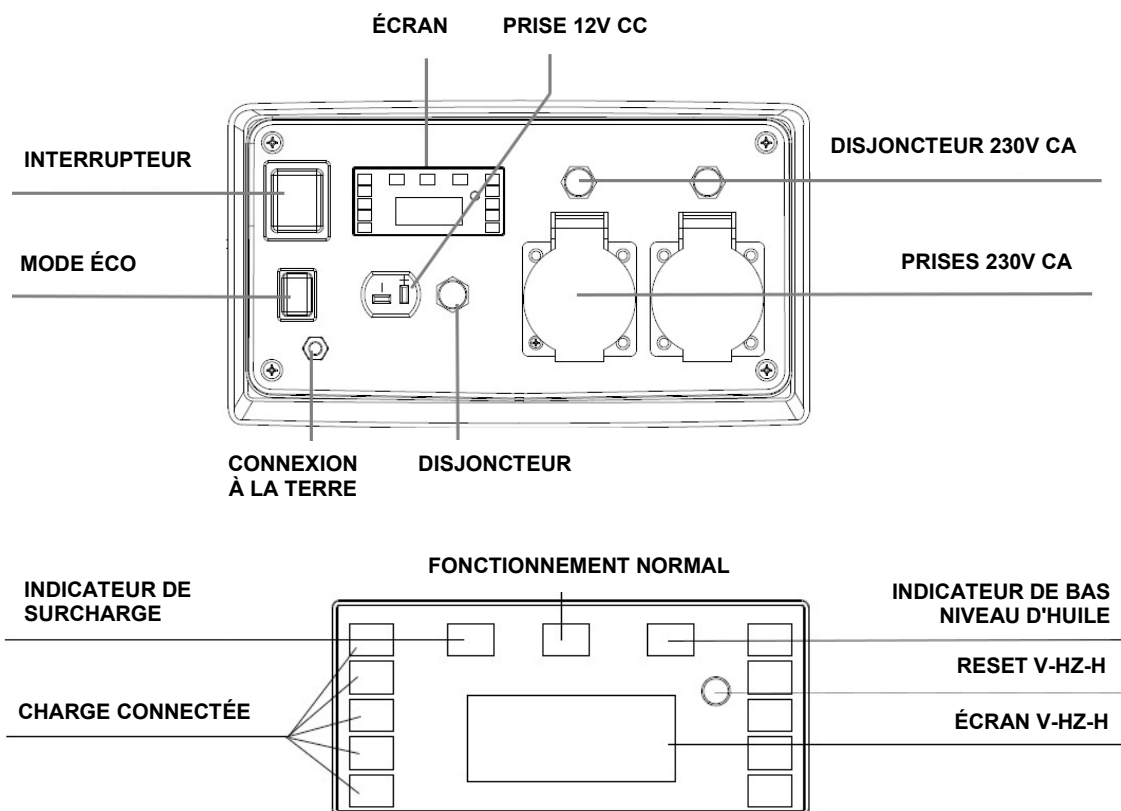 ÉCRAN
PRISE 12V CC
INTERRUPTEUR
DISJONCTEUR 230V CA
MODE ÉCO
PRISES 230V CA
CONNEXION
À LA TERRE
DISJONCTEUR
FONCTIONNEMENT NORMAL
INDICATEUR DE
SURCHARGE
INDICATEUR DE BAS
NIVEAU D'HUILE
RESET V-HZ-H
CHARGE CONNECTÉE
ÉCRAN V-HZ-H